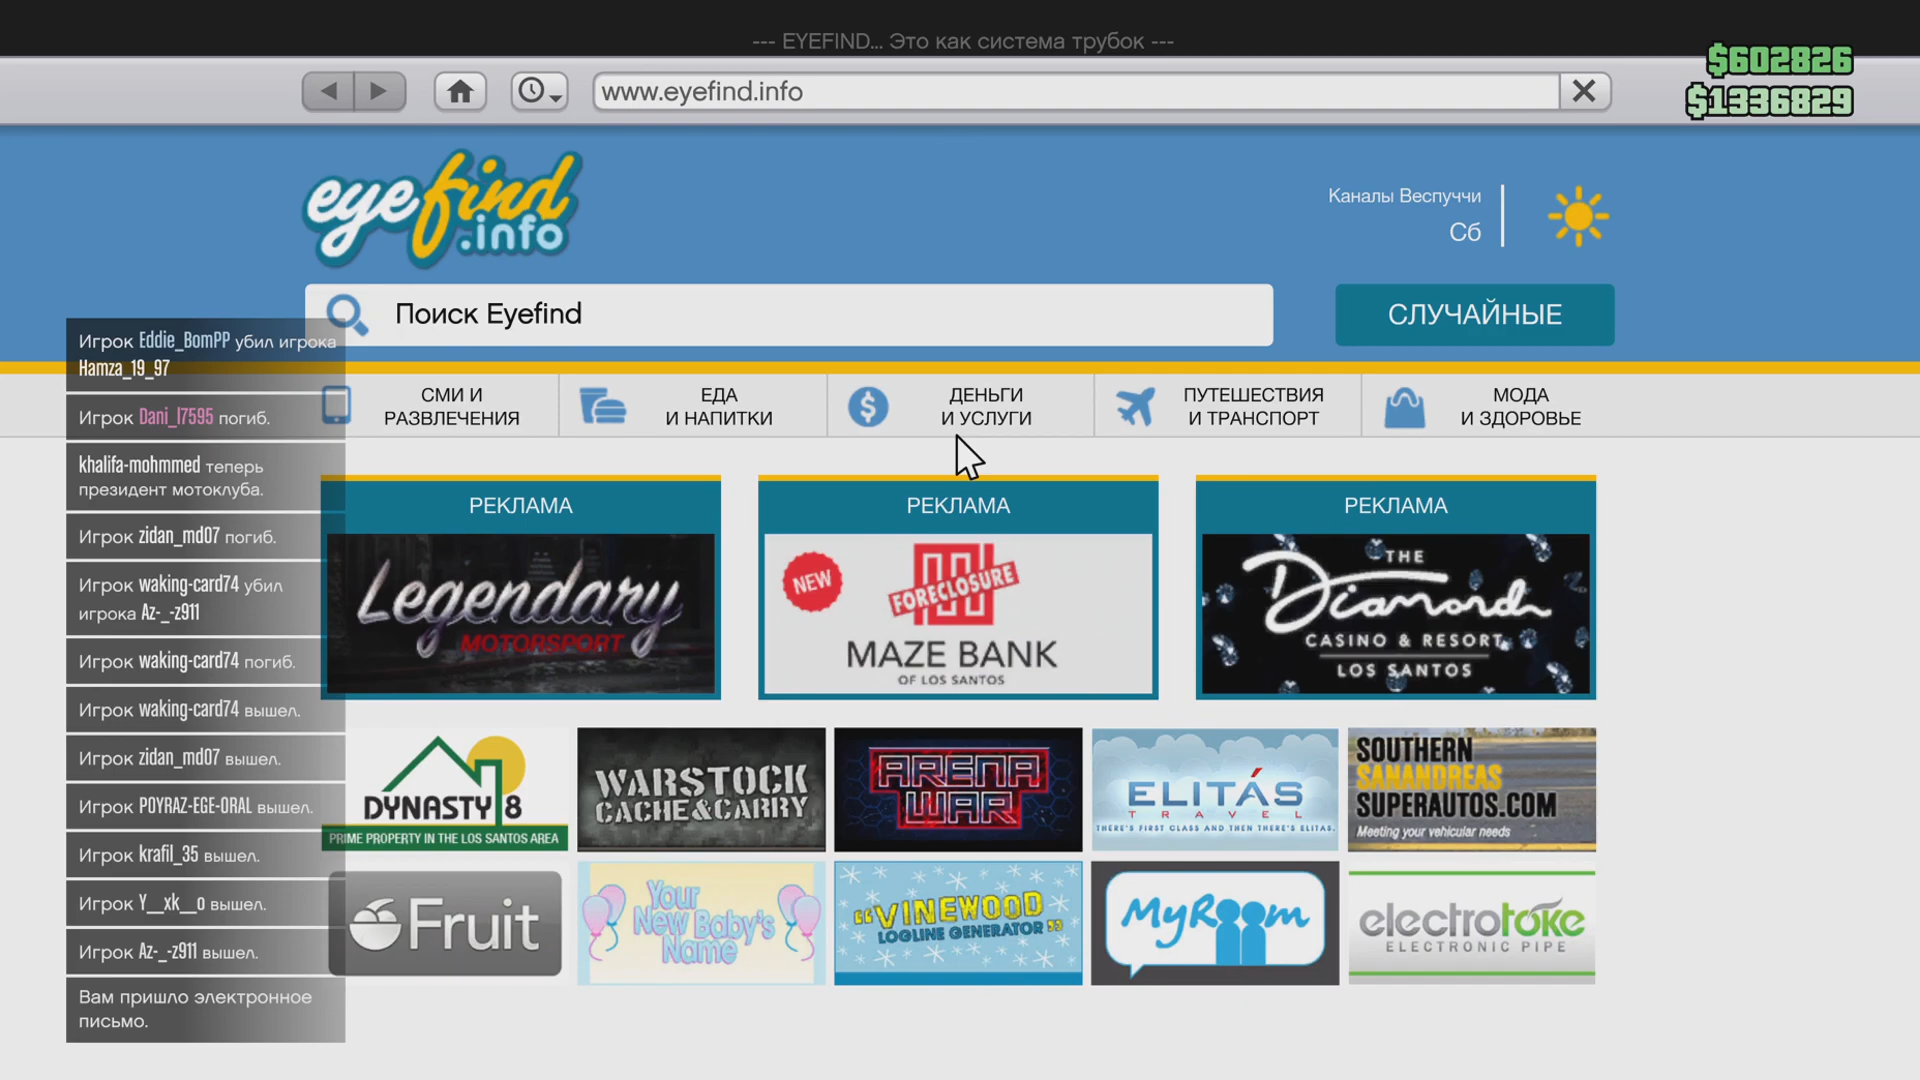 --- EYEFIND... Это как система трубок ---
$602826
$1336829
www.eyefind.info
eyefind
.info
Каналы Веспуччи
Сб
Поиск Eyefind
СЛУЧАЙНЫЕ
СМИ И
РАЗВЛЕЧЕНИЯ
ЕДА
И НАПИТКИ
ДЕНЬГИ
И УСЛУГИ
ПУТЕШЕСТВИЯ
И ТРАНСПОРТ
МОДА
И ЗДОРОВЬЕ
Игрок Eddie_BomPP убил игрока
Hamza_19_97
Игрок Dani_l7595 погиб.
khalifa-mohmmed теперь
президент мотоклуба.
Игрок zidan_md07 погиб.
Игрок waking-card74 убил
игрока Az-_-z911
Игрок waking-card74 погиб.
Игрок waking-card74 вышел.
Игрок zidan_md07 вышел.
Игрок POYRAZ-EGE-ORAL вышел.
Игрок krafil_35 вышел.
Игрок Y__xk__o вышел.
Игрок Az-_-z911 вышел.
Вам пришло электронное
письмо.
РЕКЛАМА
Legendary
MOTORSPORT
РЕКЛАМА
NEW
FORECLOSURE
MAZE BANK
OF LOS SANTOS
РЕКЛАМА
THE
Diamond
CASINO & RESORT
LOS SANTOS
DYNASTY 8
PRIME PROPERTY IN THE LOS SANTOS AREA
WARSTOCK
CACHE&CARRY
ARENA
WAR
ELITÁS
TRAVEL
THERE'S FIRST CLASS AND THEN THERE'S ELITAS.
SOUTHERN
SANANDREAS
SUPERAUTOS.COM
Meeting your vehicular needs
Fruit
Your
New Baby's
Name
"VINEWOOD
LOGLINE GENERATOR"
MyRoom
electrotoke
ELECTRONIC PIPE